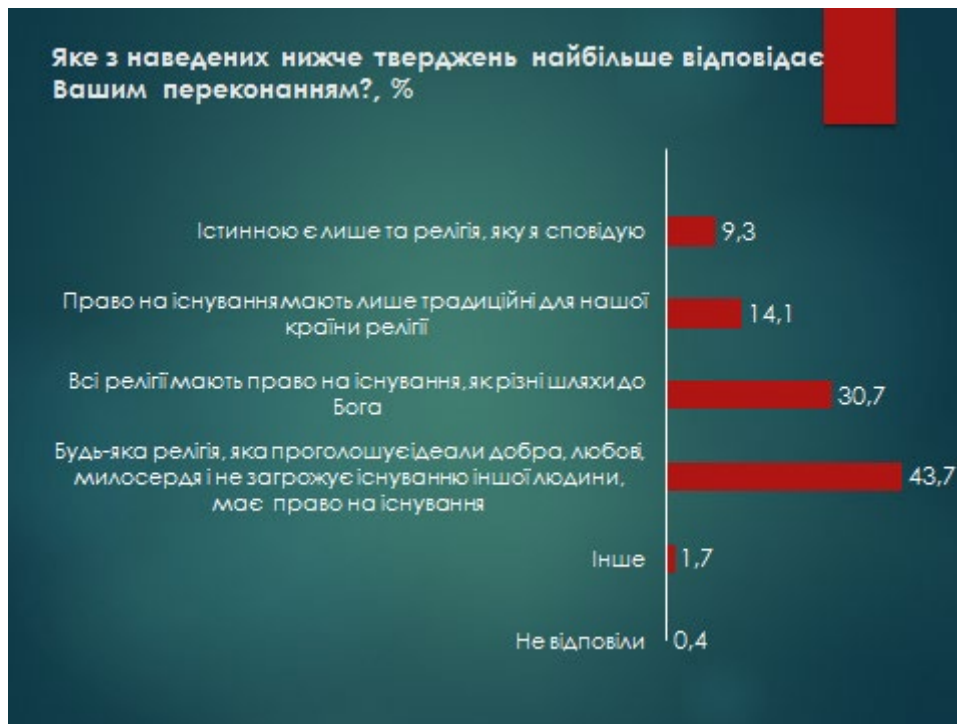 Яке з наведених нижче тверджень найбільше відповідає
Вашим переконанням?, %
Істинною є лише та релігія, яку я сповідую
9,3
Право на існування мають лише традиційні для нашої
країни релігії
14,1
Всі релігії мають право на існування, як різні шляхи до
Бога
30,7
Будь-яка релігія, яка проголошує ідеали добра, любові,
милосердя і не загрожує існуванню іншої людини,
має право на існування
43,7
Інше
1,7
Не відповіли
0,4